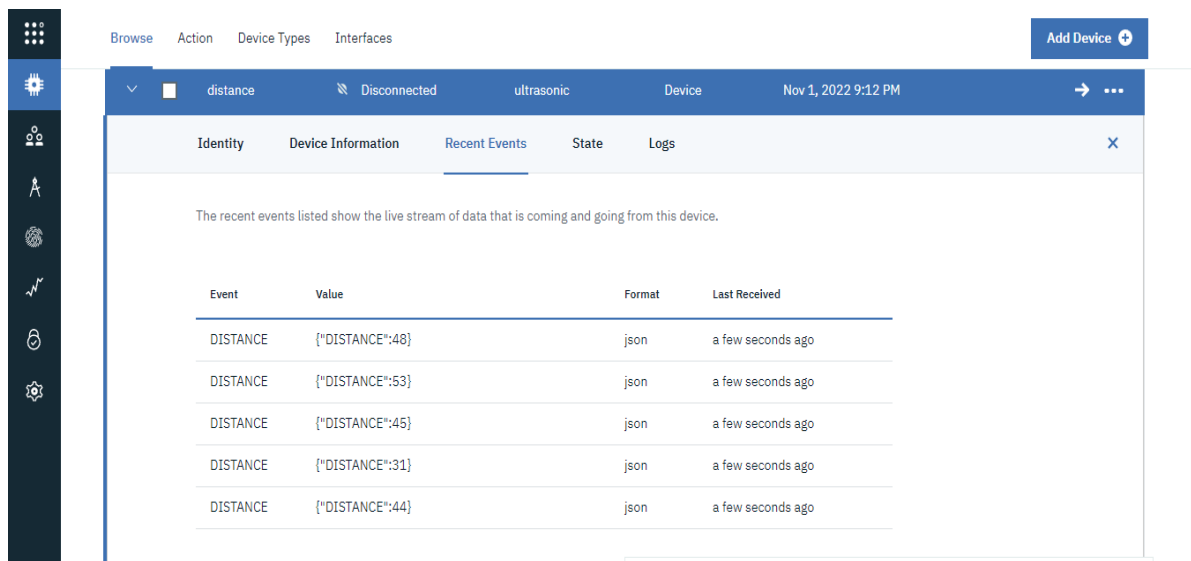 Browse Action Device Types Interfaces Add Device
distance Disconnected ultrasonic Device Nov 1, 2022 9:12 PM
Identity Device Information Recent Events State Logs
The recent events listed show the live stream of data that is coming and going from this device.
Event Value Format Last Received
DISTANCE {"DISTANCE":48} json a few seconds ago
DISTANCE {"DISTANCE":53} json a few seconds ago
DISTANCE {"DISTANCE":45} json a few seconds ago
DISTANCE {"DISTANCE":31} json a few seconds ago
DISTANCE {"DISTANCE":44} json a few seconds ago